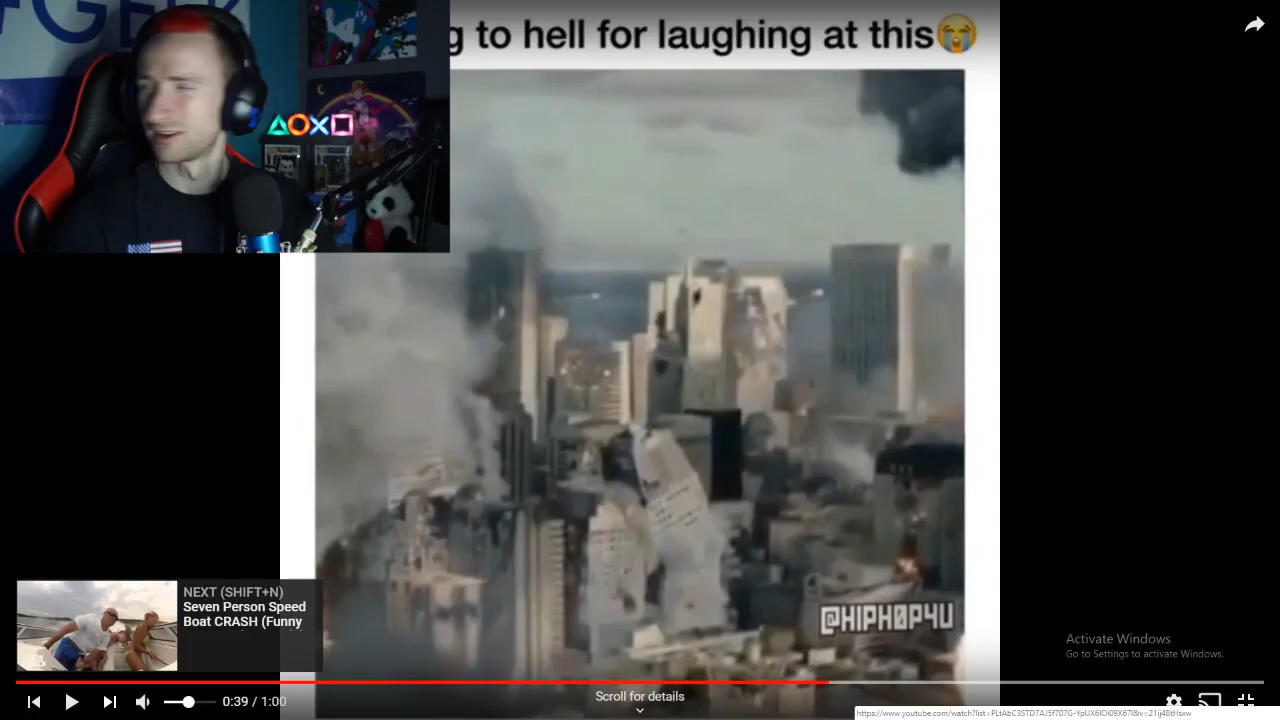 #GEEK
g to hell for laughing at this😭
@HIPHOP4U
NEXT (SHIFT+N)
Seven Person Speed
Boat CRASH (Funny
Activate Windows
Go to Settings to activate Windows.
0:39 / 1:00
Scroll for details